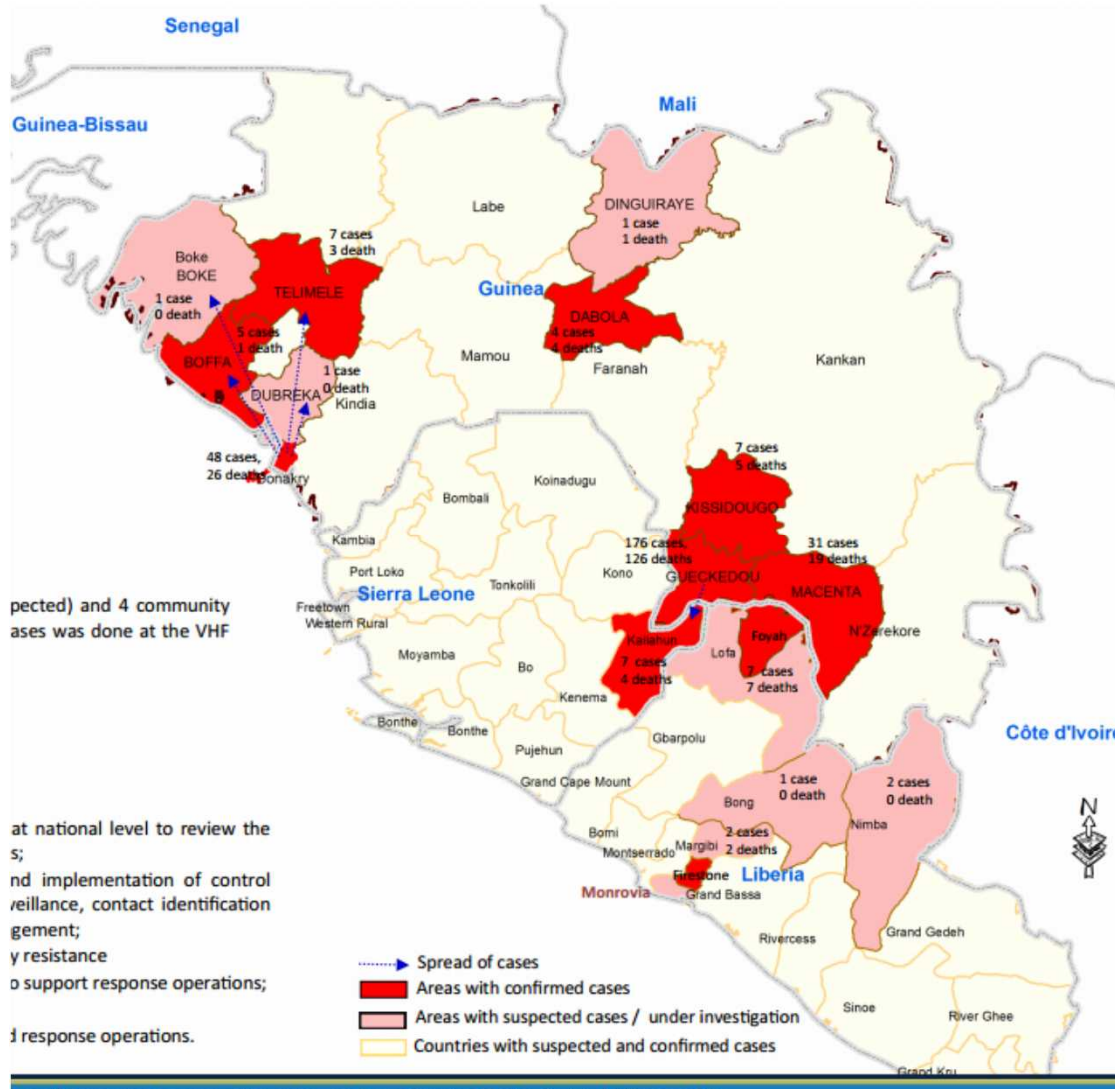 Senegal
Mali
Guinea-Bissau
Labe
DINGUIRAYE
1 case
1 death
7 cases
3 death
Boke
BOKE
TELIMELE
Guinea
1 case
0 death
DABOLA
4 cases
4 deaths
5 cases
1 death
BOFFA
Mamou
Faranah
Kankan
1 case
0 death
DUBREKA
Kindia
48 cases,
26 deaths
Conakry
7 cases
5 deaths
Koinadugu
Bombali
KISSIDOUGO
Kambia
176 cases,
126 deaths
31 cases
19 deaths
Port Loko
Kono
GUECKEDOU
Tonkolili
Sierra Leone
MACENTA
Freetown
Western Rural
N'Zerekore
Kailahun
Foyah
Moyamba
Lofa
Bo
7 cases
4 deaths
7 cases
7 deaths
Kenema
Bonthe
Bonthe
Gbarpolu
Pujehun
Côte d'Ivoire
Grand Cape Mount
1 case
0 death
2 cases
0 death
Bong
N
Bomi
Nimba
Montserrado
Margibi
2 cases
2 deaths
Firestone
Liberia
Monrovia
Grand Bassa
Rivercess
Grand Gedeh
Sinoe
River Ghee
Grand Kru
pected) and 4 community
ases was done at the VHF
at national level to review the
s;
nd implementation of control
veillance, contact identification
gement;
y resistance
o support response operations;
d response operations.
Spread of cases
Areas with confirmed cases
Areas with suspected cases / under investigation
Countries with suspected and confirmed cases